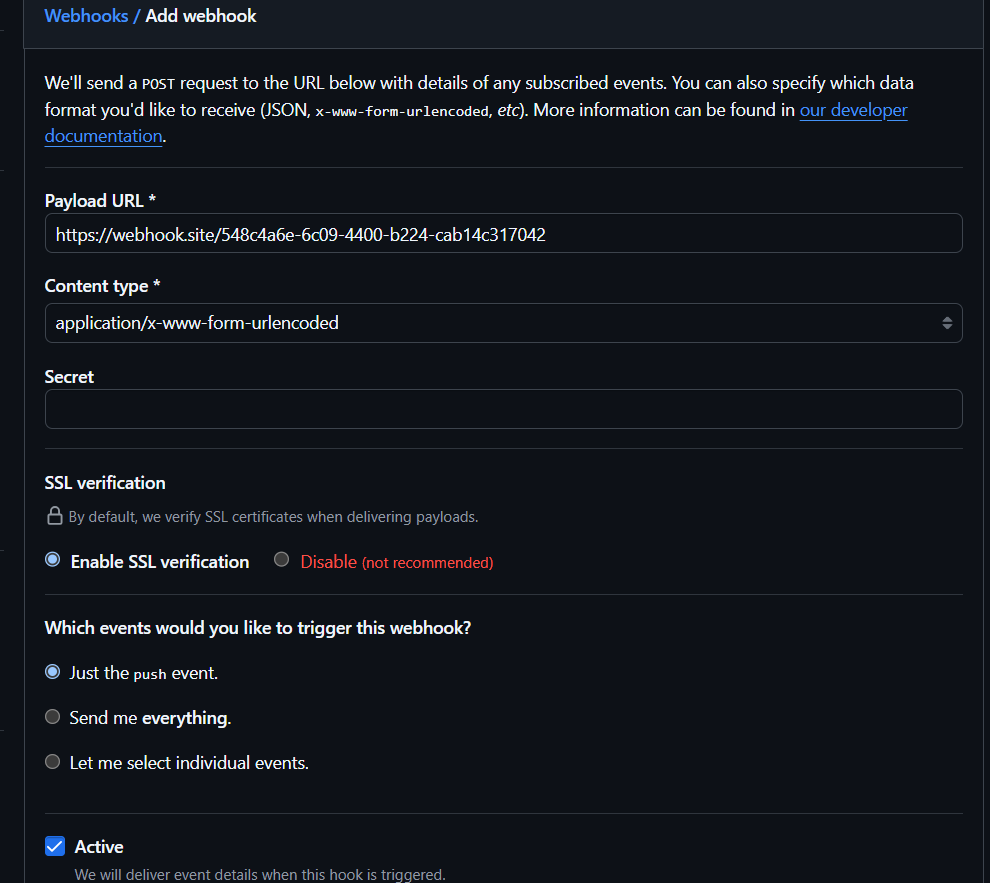 Webhooks / Add webhook
We'll send a POST request to the URL below with details of any subscribed events. You can also specify which data
format you'd like to receive (JSON, x-www-form-urlencoded, etc). More information can be found in our developer
documentation.
Payload URL *
https://webhook.site/548c4a6e-6c09-4400-b224-cab14c317042
Content type *
application/x-www-form-urlencoded
Secret
SSL verification
By default, we verify SSL certificates when delivering payloads.
Enable SSL verification Disable (not recommended)
Which events would you like to trigger this webhook?
Just the push event.
Send me everything.
Let me select individual events.
Active
We will deliver event details when this hook is triggered.